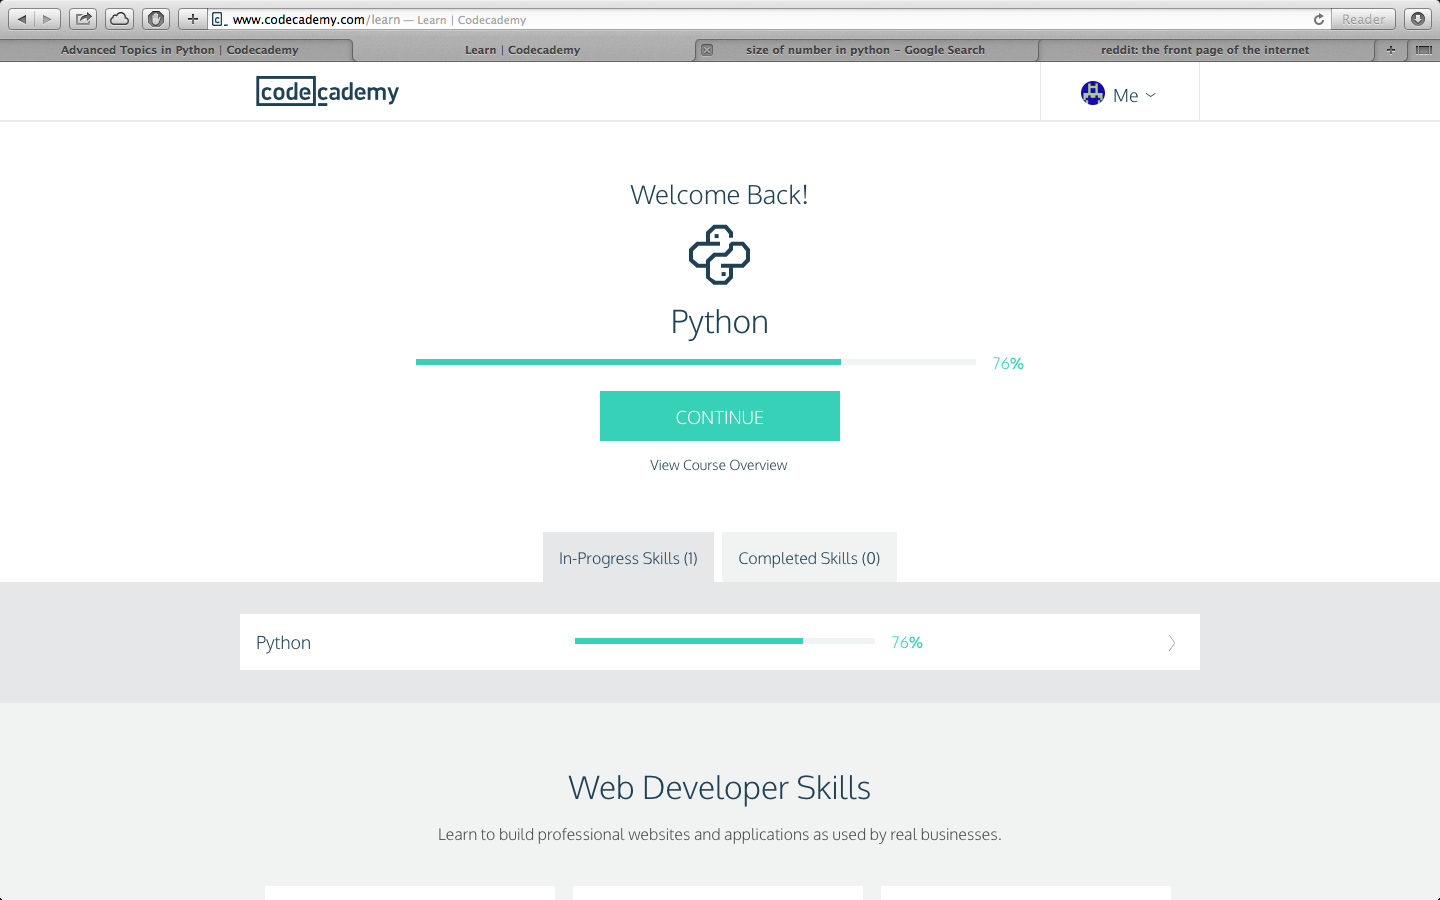 www.codecademy.com/learn — Learn | Codecademy
Reader
Advanced Topics in Python | Codecademy
Learn | Codecademy
size of number in python - Google Search
reddit: the front page of the internet
codecademy
Me
Welcome Back!
Python
76%
CONTINUE
View Course Overview
In-Progress Skills (1)
Completed Skills (0)
Python
76%
Web Developer Skills
Learn to build professional websites and applications as used by real businesses.